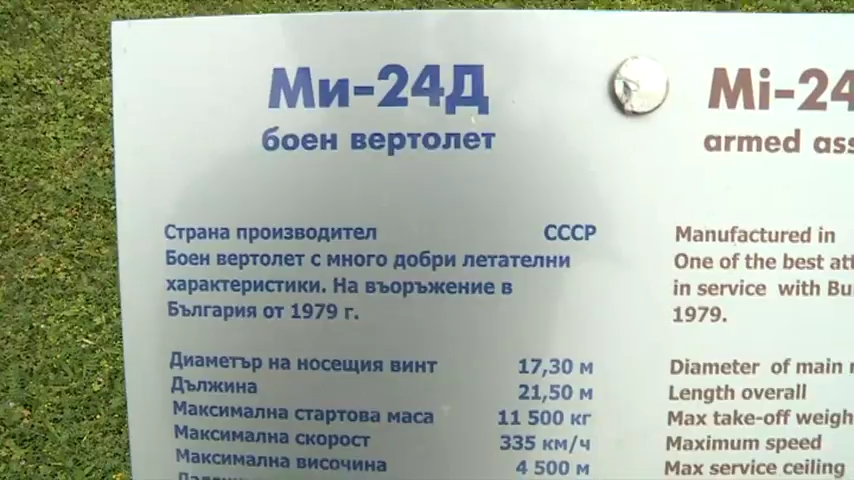 Ми-24Д
боен вертолет
Страна производител СССР
Боен вертолет с много добри летателни
характеристики. На въоръжение в
България от 1979 г.
Диаметър на носещия винт 17,30 м
Дължина 21,50 м
Максимална стартова маса 11 500 кг
Максимална скорост 335 км/ч
Максимална височина 4 500 м
Mi-24
armed ass
Manufactured in
One of the best att
in service with Bu
1979.
Diameter of main r
Length overall
Max take-off weigh
Maximum speed
Max service ceiling